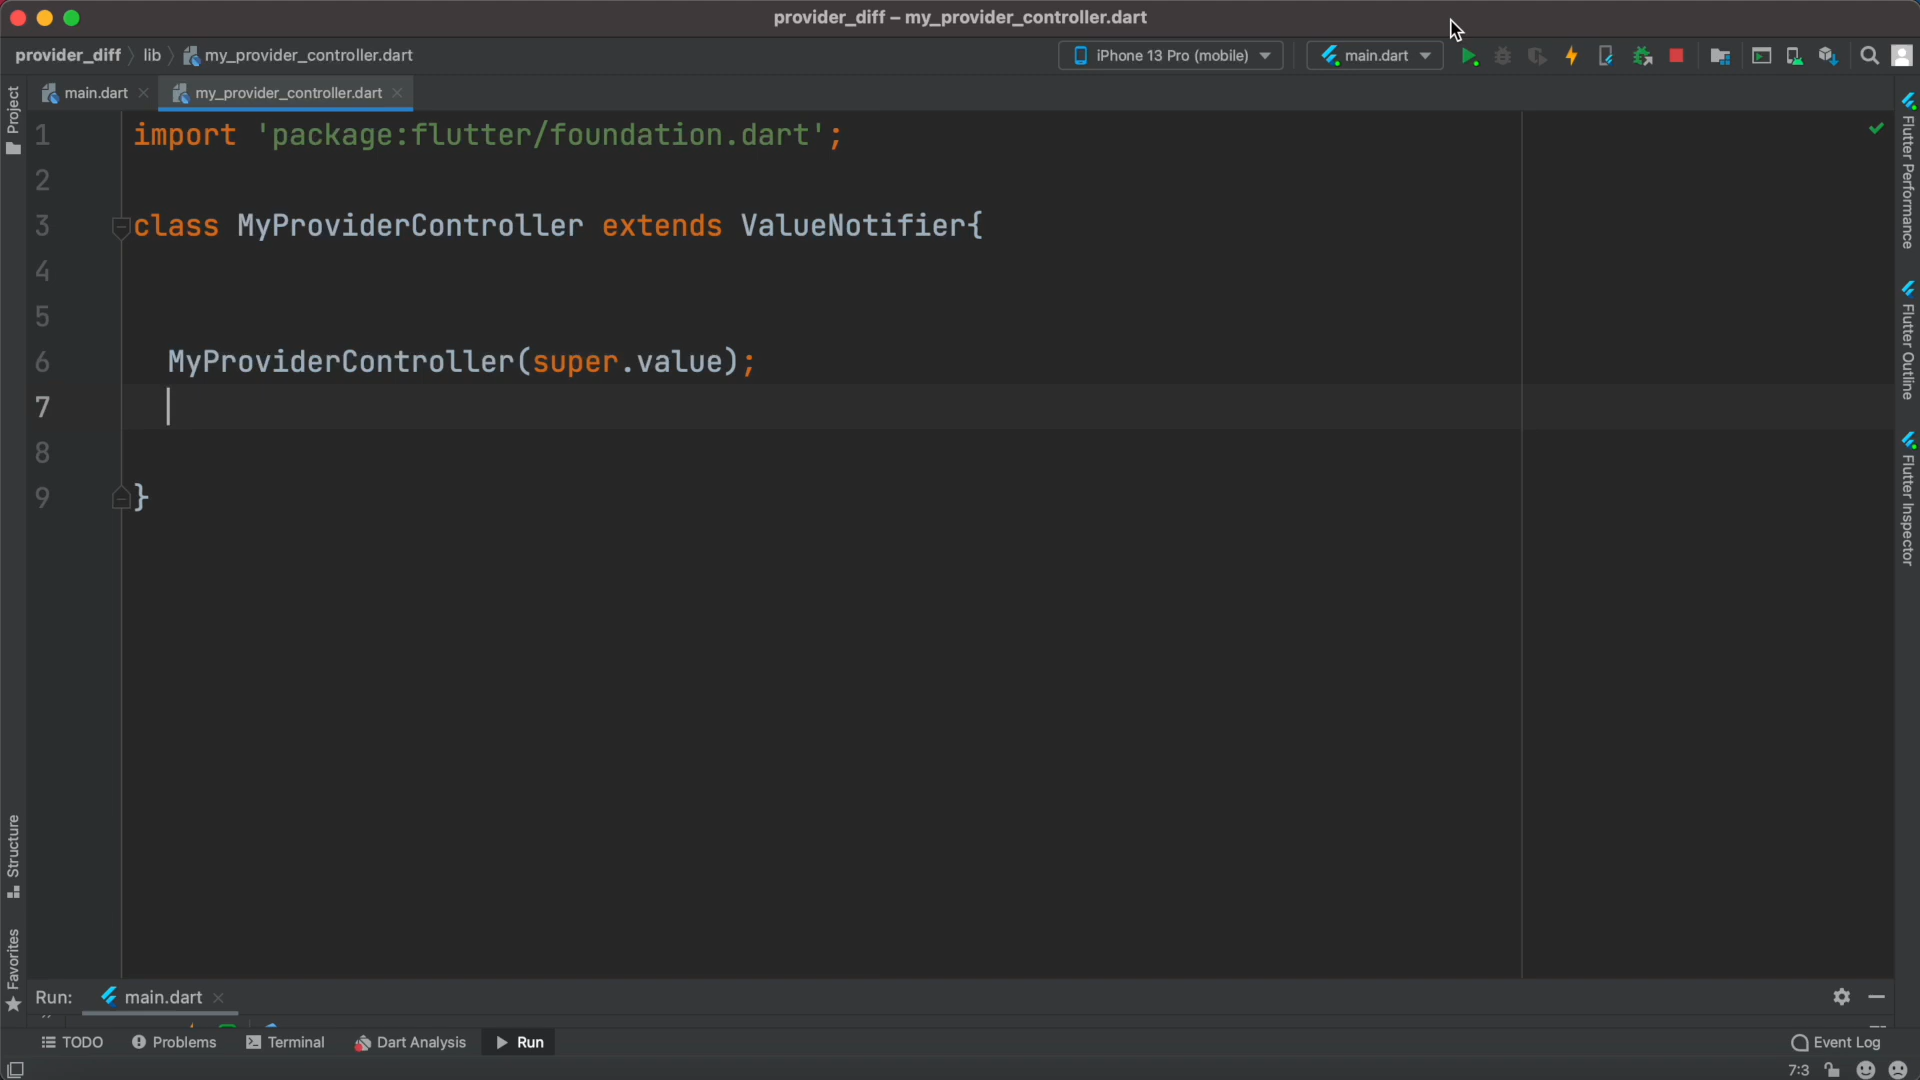 provider_diff – my_provider_controller.dart
provider_diff lib my_provider_controller.dart
iPhone 13 Pro (mobile) main.dart
main.dart my_provider_controller.dart
Project
1 import 'package:flutter/foundation.dart';
2
3 class MyProviderController extends ValueNotifier{
4
5
6 MyProviderController(super.value);
7
8
9 }
Flutter Performance
Flutter Outline
Flutter Inspector
Structure
Favorites
Run: main.dart
TODO Problems Terminal Dart Analysis Run Event Log
7:3